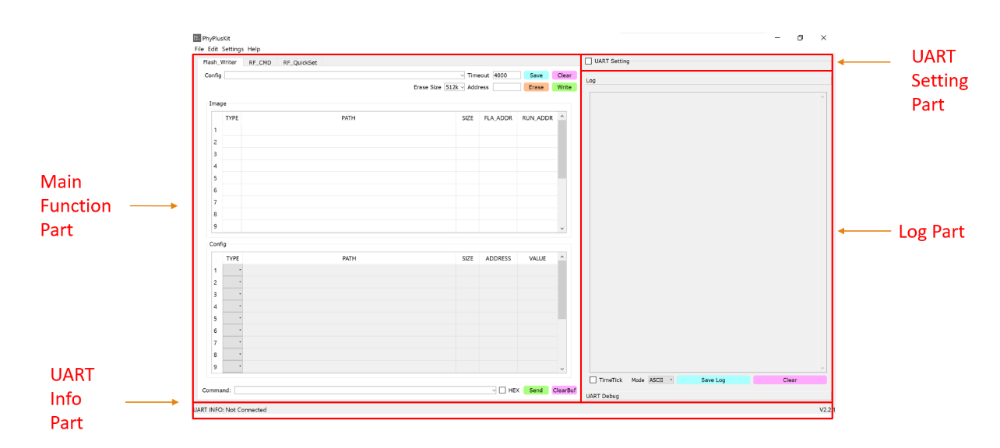 PhyPlusKit
File Edit Settings Help
Flash_Writer RF_CMD RF_QuickSet
Config Timeout 4000 Save Clear
Erase Size 512k Address Erase Write
Image
TYPE PATH SIZE FLA_ADDR RUN_ADDR
1
2
3
4
5
6
7
8
9
Config
TYPE PATH SIZE ADDRESS VALUE
1
2
3
4
5
6
7
8
9
Command: HEX Send ClearBuf
UART Setting
Log
TimeTick Mode ASCII Save Log Clear
UART Debug
UART INFO: Not Connected
V2.2.1
Main
Function
Part
UART
Info
Part
UART
Setting
Part
Log Part